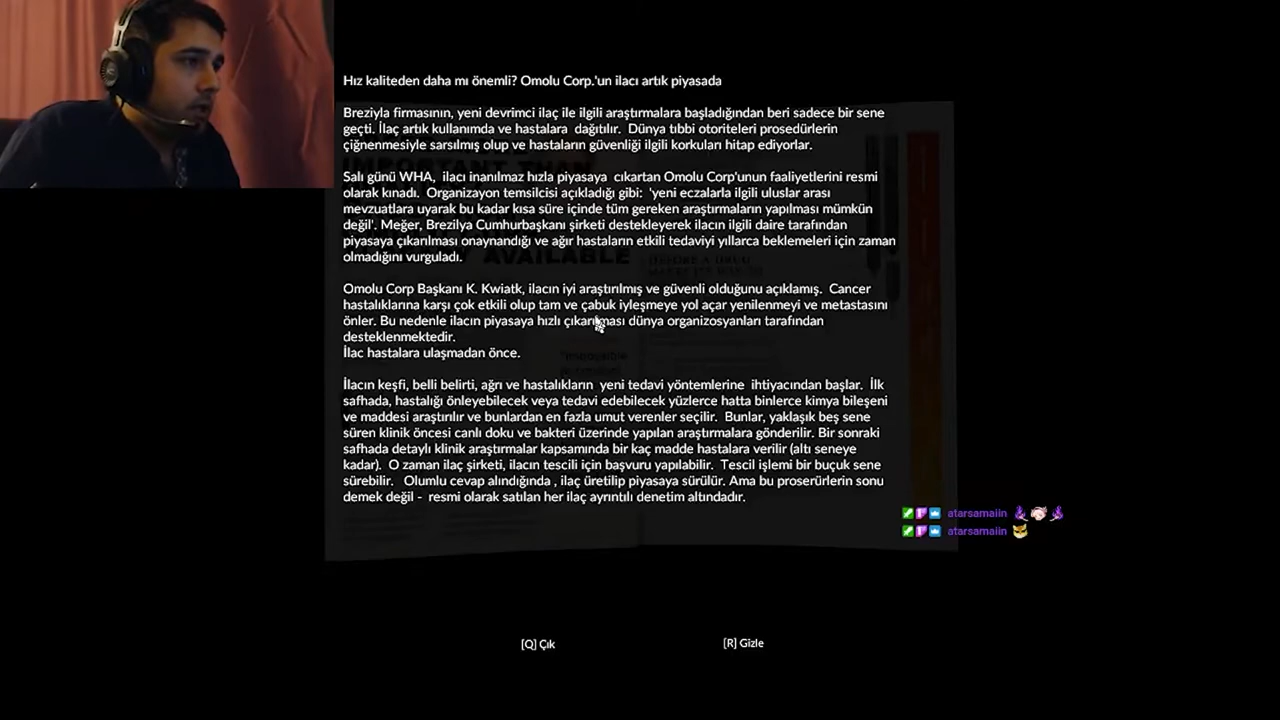 Hız kaliteden daha mı önemli? Omolu Corp.'un ilacı artık piyasada
Breziyla firmasının, yeni devrimci ilaç ile ilgili araştırmalara başladığından beri sadece bir sene
geçti. İlaç artık kullanımda ve hastalara dağıtılır. Dünya tıbbi otoriteleri prosedürlerin
çiğnenmesiyle sarsılmış olup ve hastaların güvenliği ilgili korkuları hitap ediyorlar.
Salı günü WHA, ilacı inanılmaz hızla piyasaya cıkartan Omolu Corp'unun faaliyetlerini resmi
olarak kınadı. Organizayon temsilcisi açıkladığı gibi: 'yeni eczalarla ilgili uluslar arası
mevzuatlara uyarak bu kadar kısa süre içinde tüm gereken araştırmaların yapılması mümkün
değil'. Meğer, Brezilya Cumhurbaşkanı şirketi destekleyerek ilacın ilgili daire tarafından
piyasaya çıkarılması onaynandığı ve ağır hastaların etkili tedaviyi yıllarca beklemeleri için zaman
olmadığını vurguladı.
Omolu Corp Başkanı K. Kwiatk, ilacın iyi araştırılmış ve güvenli olduğunu açıklamış. Cancer
hastalıklarına karşı çok etkili olup tam ve çabuk iyleşmeye yol açar yenilenmeyi ve metastasını
önler. Bu nedenle ilacın piyasaya hızlı çıkarılması dünya organizosyanları tarafından
desteklenmektedir.
İlac hastalara ulaşmadan önce.
İlacın keşfi, belli belirti, ağrı ve hastalıkların yeni tedavi yöntemlerine ihtiyacından başlar. İlk
safhada, hastalığı önleyebilecek veya tedavi edebilecek yüzlerce hatta binlerce kimya bileşeni
ve maddesi araştırılır ve bunlardan en fazla umut verenler seçilir. Bunlar, yaklaşık beş sene
süren klinik öncesi canlı doku ve bakteri üzerinde yapılan araştırmalara gönderilir. Bir sonraki
safhada detaylı klinik araştırmalar kapsamında bir kaç madde hastalara verilir (altı seneye
kadar). O zaman ilaç şirketi, ilacın tescili için başvuru yapılabilir. Tescil işlemi bir buçuk sene
sürebilir. Olumlu cevap alındığında , ilaç üretilip piyasaya sürülür. Ama bu proserürlerin sonu
demek değil - resmi olarak satılan her ilaç ayrıntılı denetim altındadır.
atarsamaiin
atarsamaiin
[Q] Çık
[R] Gizle